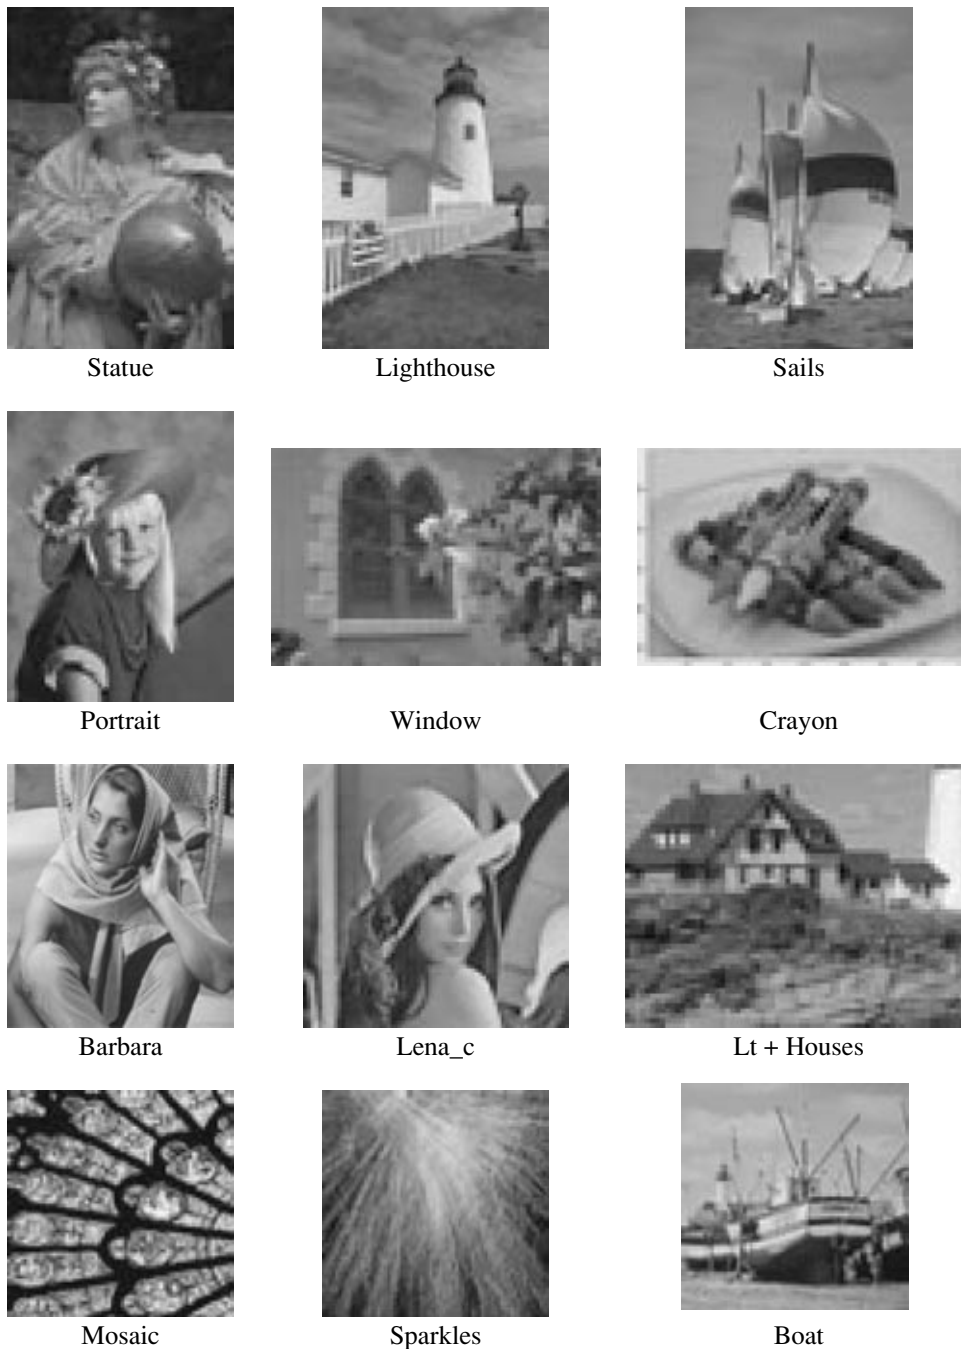 Statue
Lighthouse
Sails
Portrait
Window
Crayon
Barbara
Lena_c
Lt + Houses
Mosaic
Sparkles
Boat